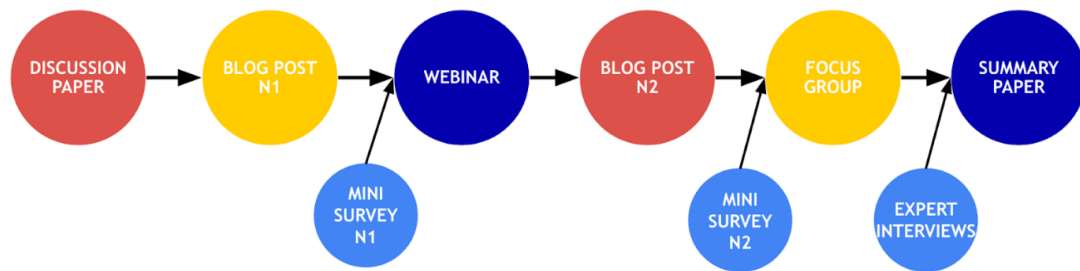 DISCUSSION
PAPER
BLOG POST
N1
WEBINAR
BLOG POST
N2
FOCUS
GROUP
SUMMARY
PAPER
MINI
SURVEY
N1
MINI
SURVEY
N2
EXPERT
INTERVIEWS